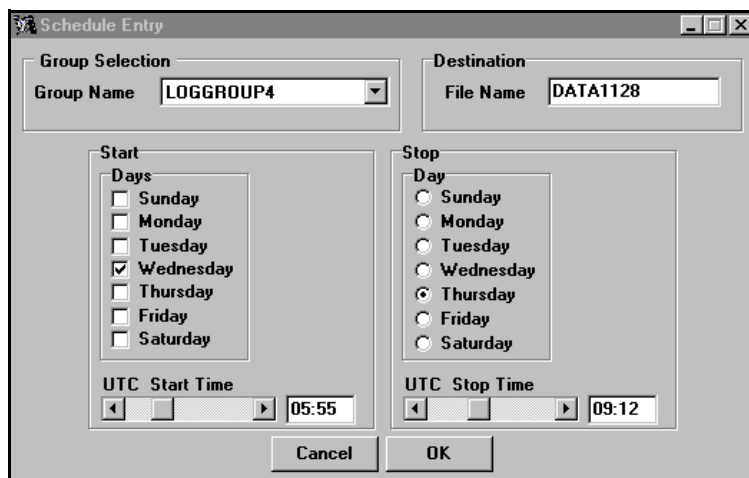 Schedule Entry
Group Selection
Group Name LOGGROUP4
Destination
File Name DATA1128
Start
Days
Sunday
Monday
Tuesday
Wednesday
Thursday
Friday
Saturday
UTC Start Time
05:55
Stop
Day
Sunday
Monday
Tuesday
Wednesday
Thursday
Friday
Saturday
UTC Stop Time
09:12
Cancel
OK